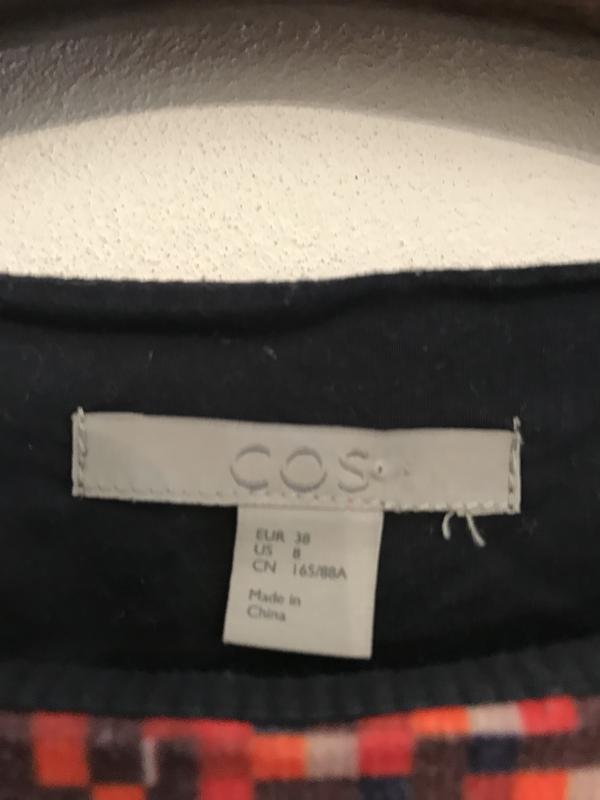 COS
EUR 38
US 8
CN 165/88A
Made in
China